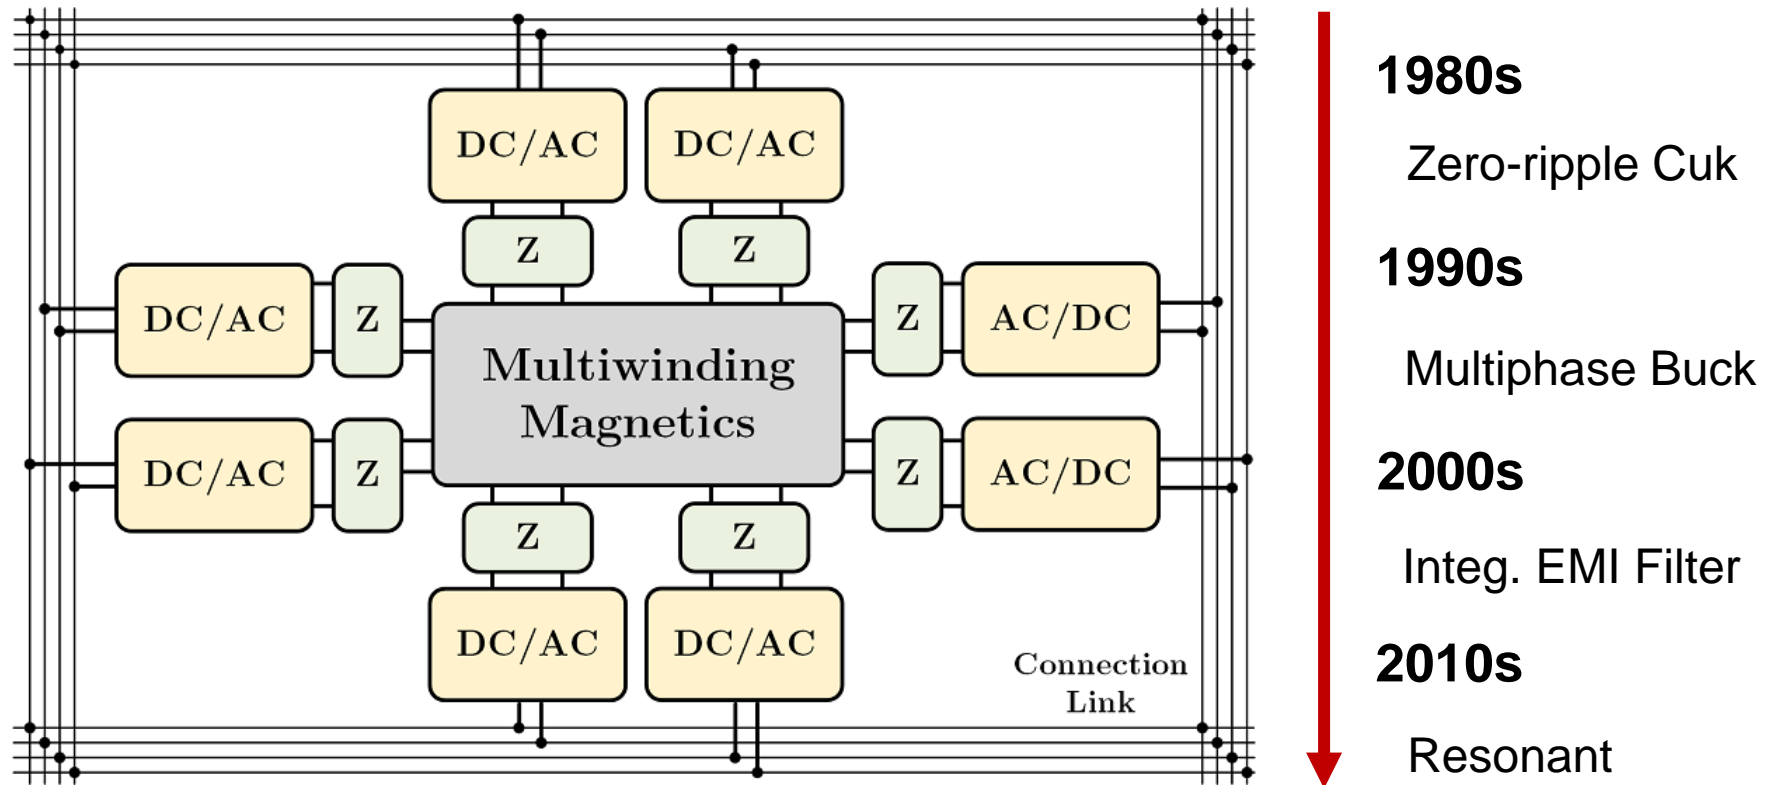 DC/AC
DC/AC
Z
Z
DC/AC
Z
Z
AC/DC
Multiwinding
Magnetics
DC/AC
Z
Z
AC/DC
Z
Z
DC/AC
DC/AC
Connection
Link
1980s
Zero-ripple Cuk
1990s
Multiphase Buck
2000s
Integ. EMI Filter
2010s
Resonant